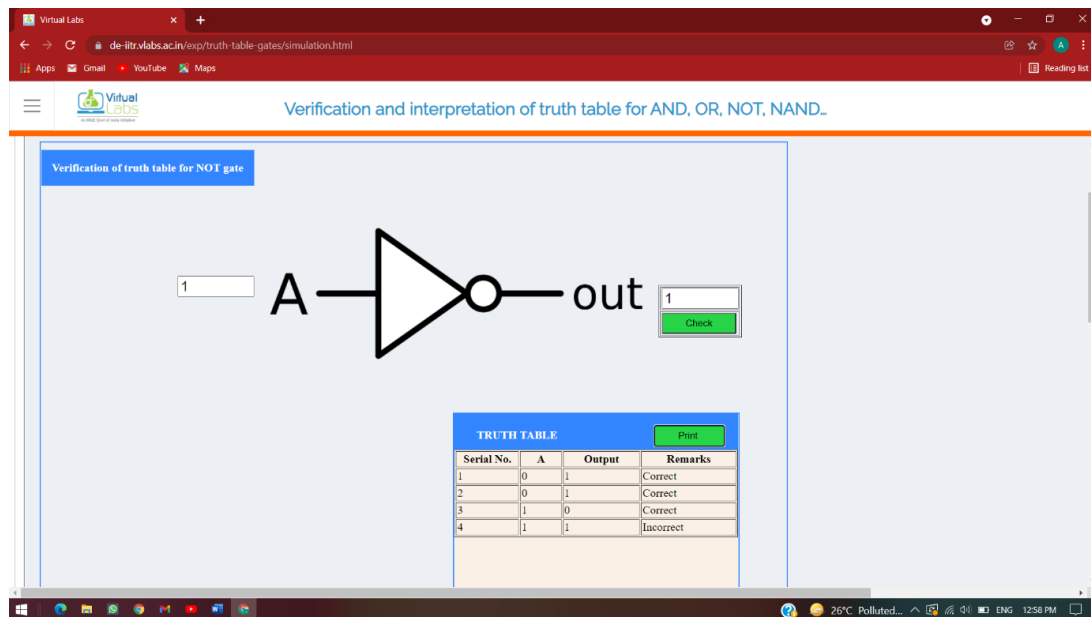 Virtual Labs
de-iitr.vlabs.ac.in/exp/truth-table-gates/simulation.html
A
Apps Gmail YouTube Maps Reading list
Virtual Labs
Verification and interpretation of truth table for AND, OR, NOT, NAND...
Verification of truth table for NOT gate
1 A out 1
Check
TRUTH TABLE Print
Serial No. A Output Remarks
1 0 1 Correct
2 0 1 Correct
3 1 0 Correct
4 1 1 Incorrect
26°C Polluted... ENG 12:58 PM